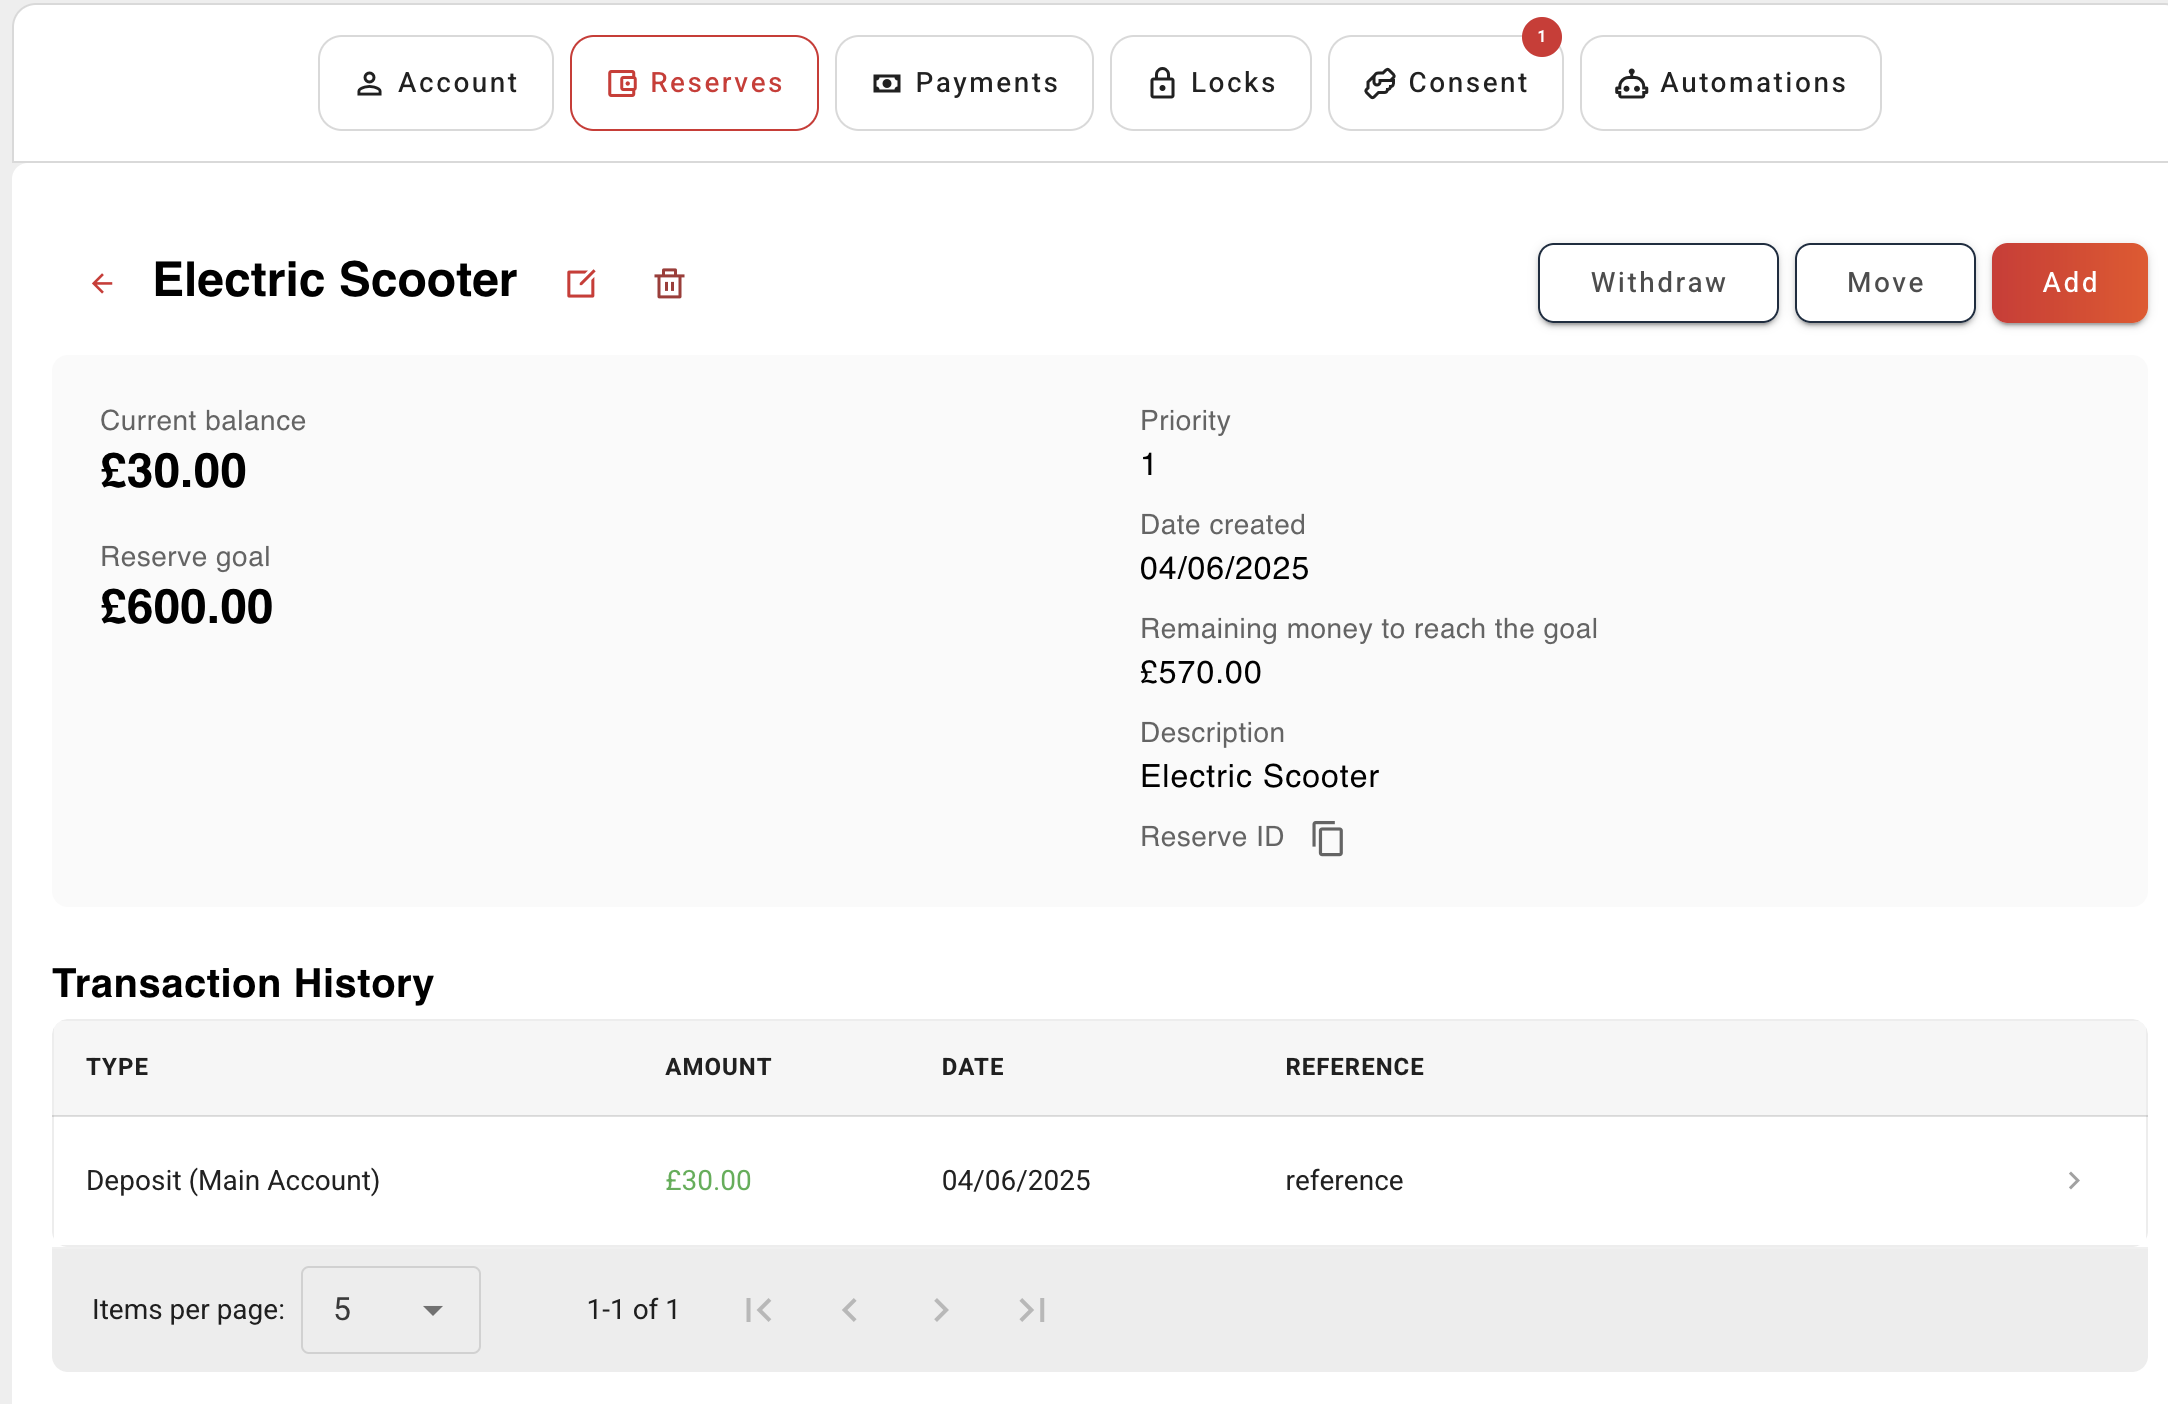 Account Reserves Payments Locks Consent 1 Automations
Electric Scooter Withdraw Move Add
Current balance
£30.00
Reserve goal
£600.00
Priority
1
Date created
04/06/2025
Remaining money to reach the goal
£570.00
Description
Electric Scooter
Reserve ID
Transaction History
TYPE AMOUNT DATE REFERENCE
Deposit (Main Account) £30.00 04/06/2025 reference
Items per page: 5 1-1 of 1